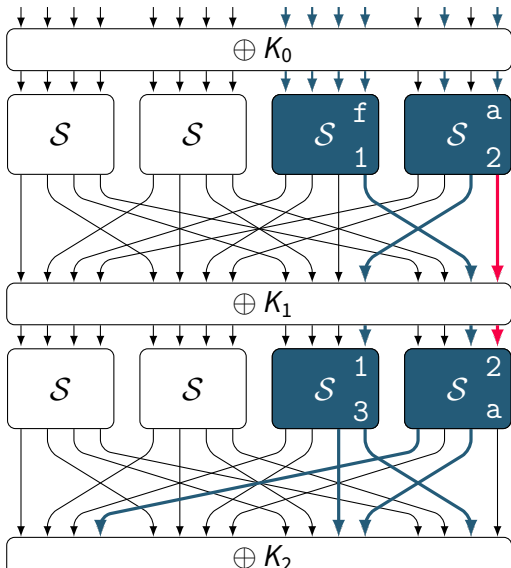 ⊕ K₀
f a
𝒮 𝒮 𝒮 𝒮
1 2
⊕ K₁
1 2
𝒮 𝒮 𝒮 𝒮
3 a
⊕ K₂